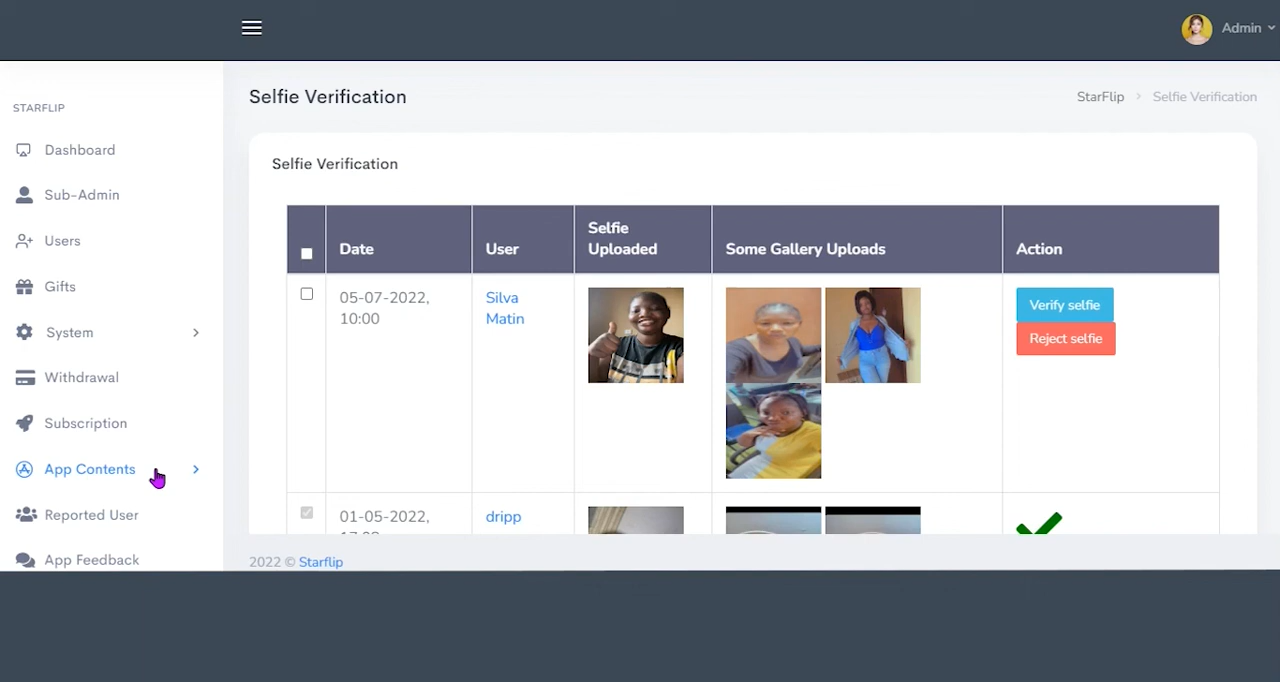 Admin
STARFLIP
Dashboard
Sub-Admin
Users
Gifts
System
Withdrawal
Subscription
App Contents
Reported User
App Feedback
Selfie Verification
StarFlip > Selfie Verification
Selfie Verification
Date
User
Selfie
Uploaded
Some Gallery Uploads
Action
05-07-2022,
10:00
Silva
Matin
Verify selfie
Reject selfie
01-05-2022,
dripp
2022 © Starflip